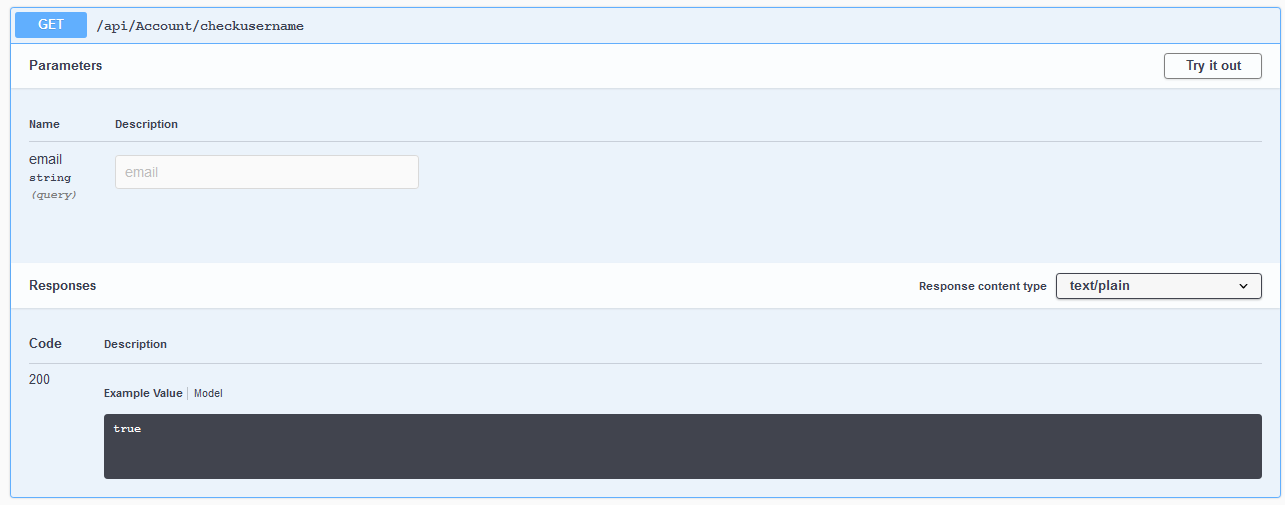 GET /api/Account/checkusername
Parameters Try it out
Name Description
email
string
(query)
email
Responses Response content type text/plain
Code Description
200
Example Value Model
true